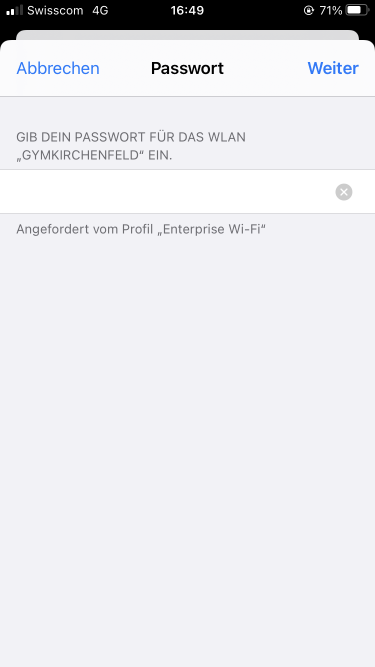 Swisscom 4G 16:49 71%
Abbrechen Passwort Weiter
GIB DEIN PASSWORT FÜR DAS WLAN
„GYMKIRCHENFELD“ EIN.
Angefordert vom Profil „Enterprise Wi-Fi“